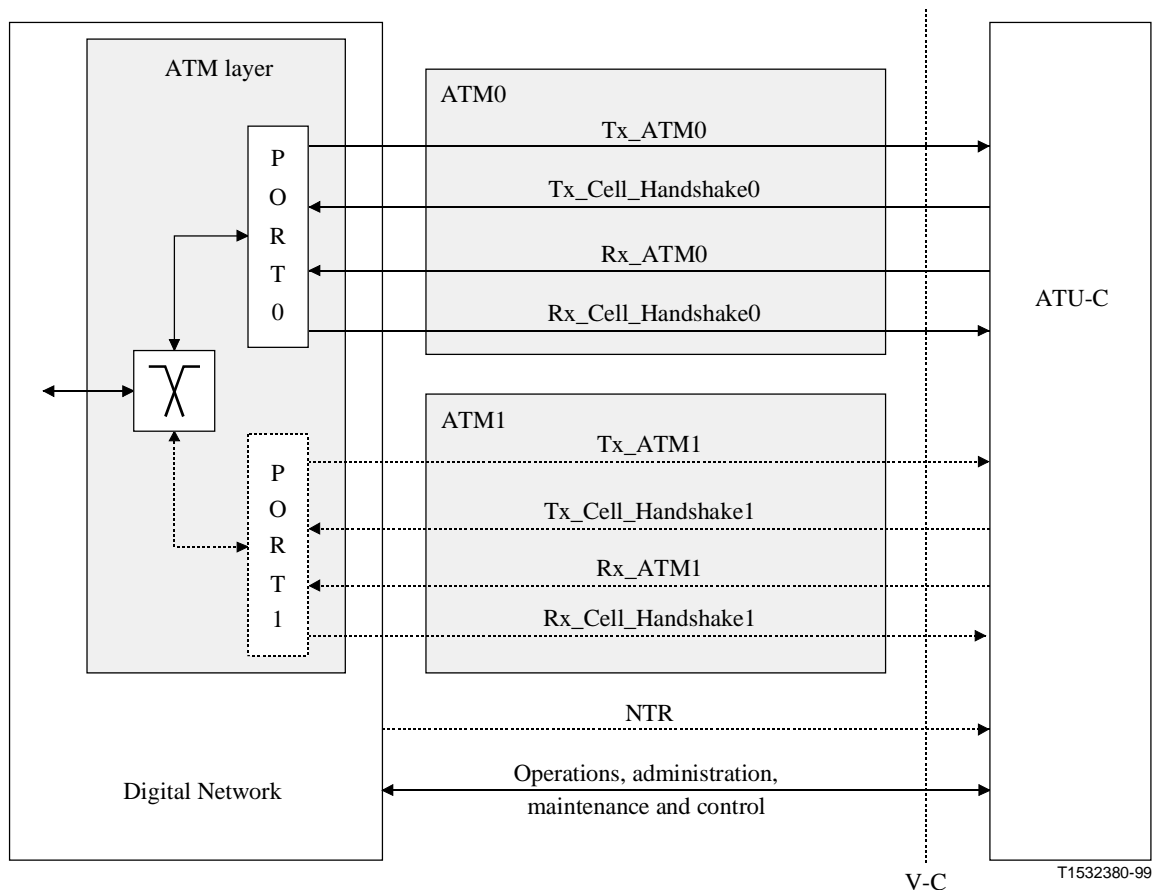 ATM layer
ATM0
P
O
R
T
0
Tx_ATM0
Tx_Cell_Handshake0
Rx_ATM0
Rx_Cell_Handshake0
ATU-C
ATM1
P
O
R
T
1
Tx_ATM1
Tx_Cell_Handshake1
Rx_ATM1
Rx_Cell_Handshake1
NTR
Digital Network
Operations, administration,
maintenance and control
V-C
T1532380-99